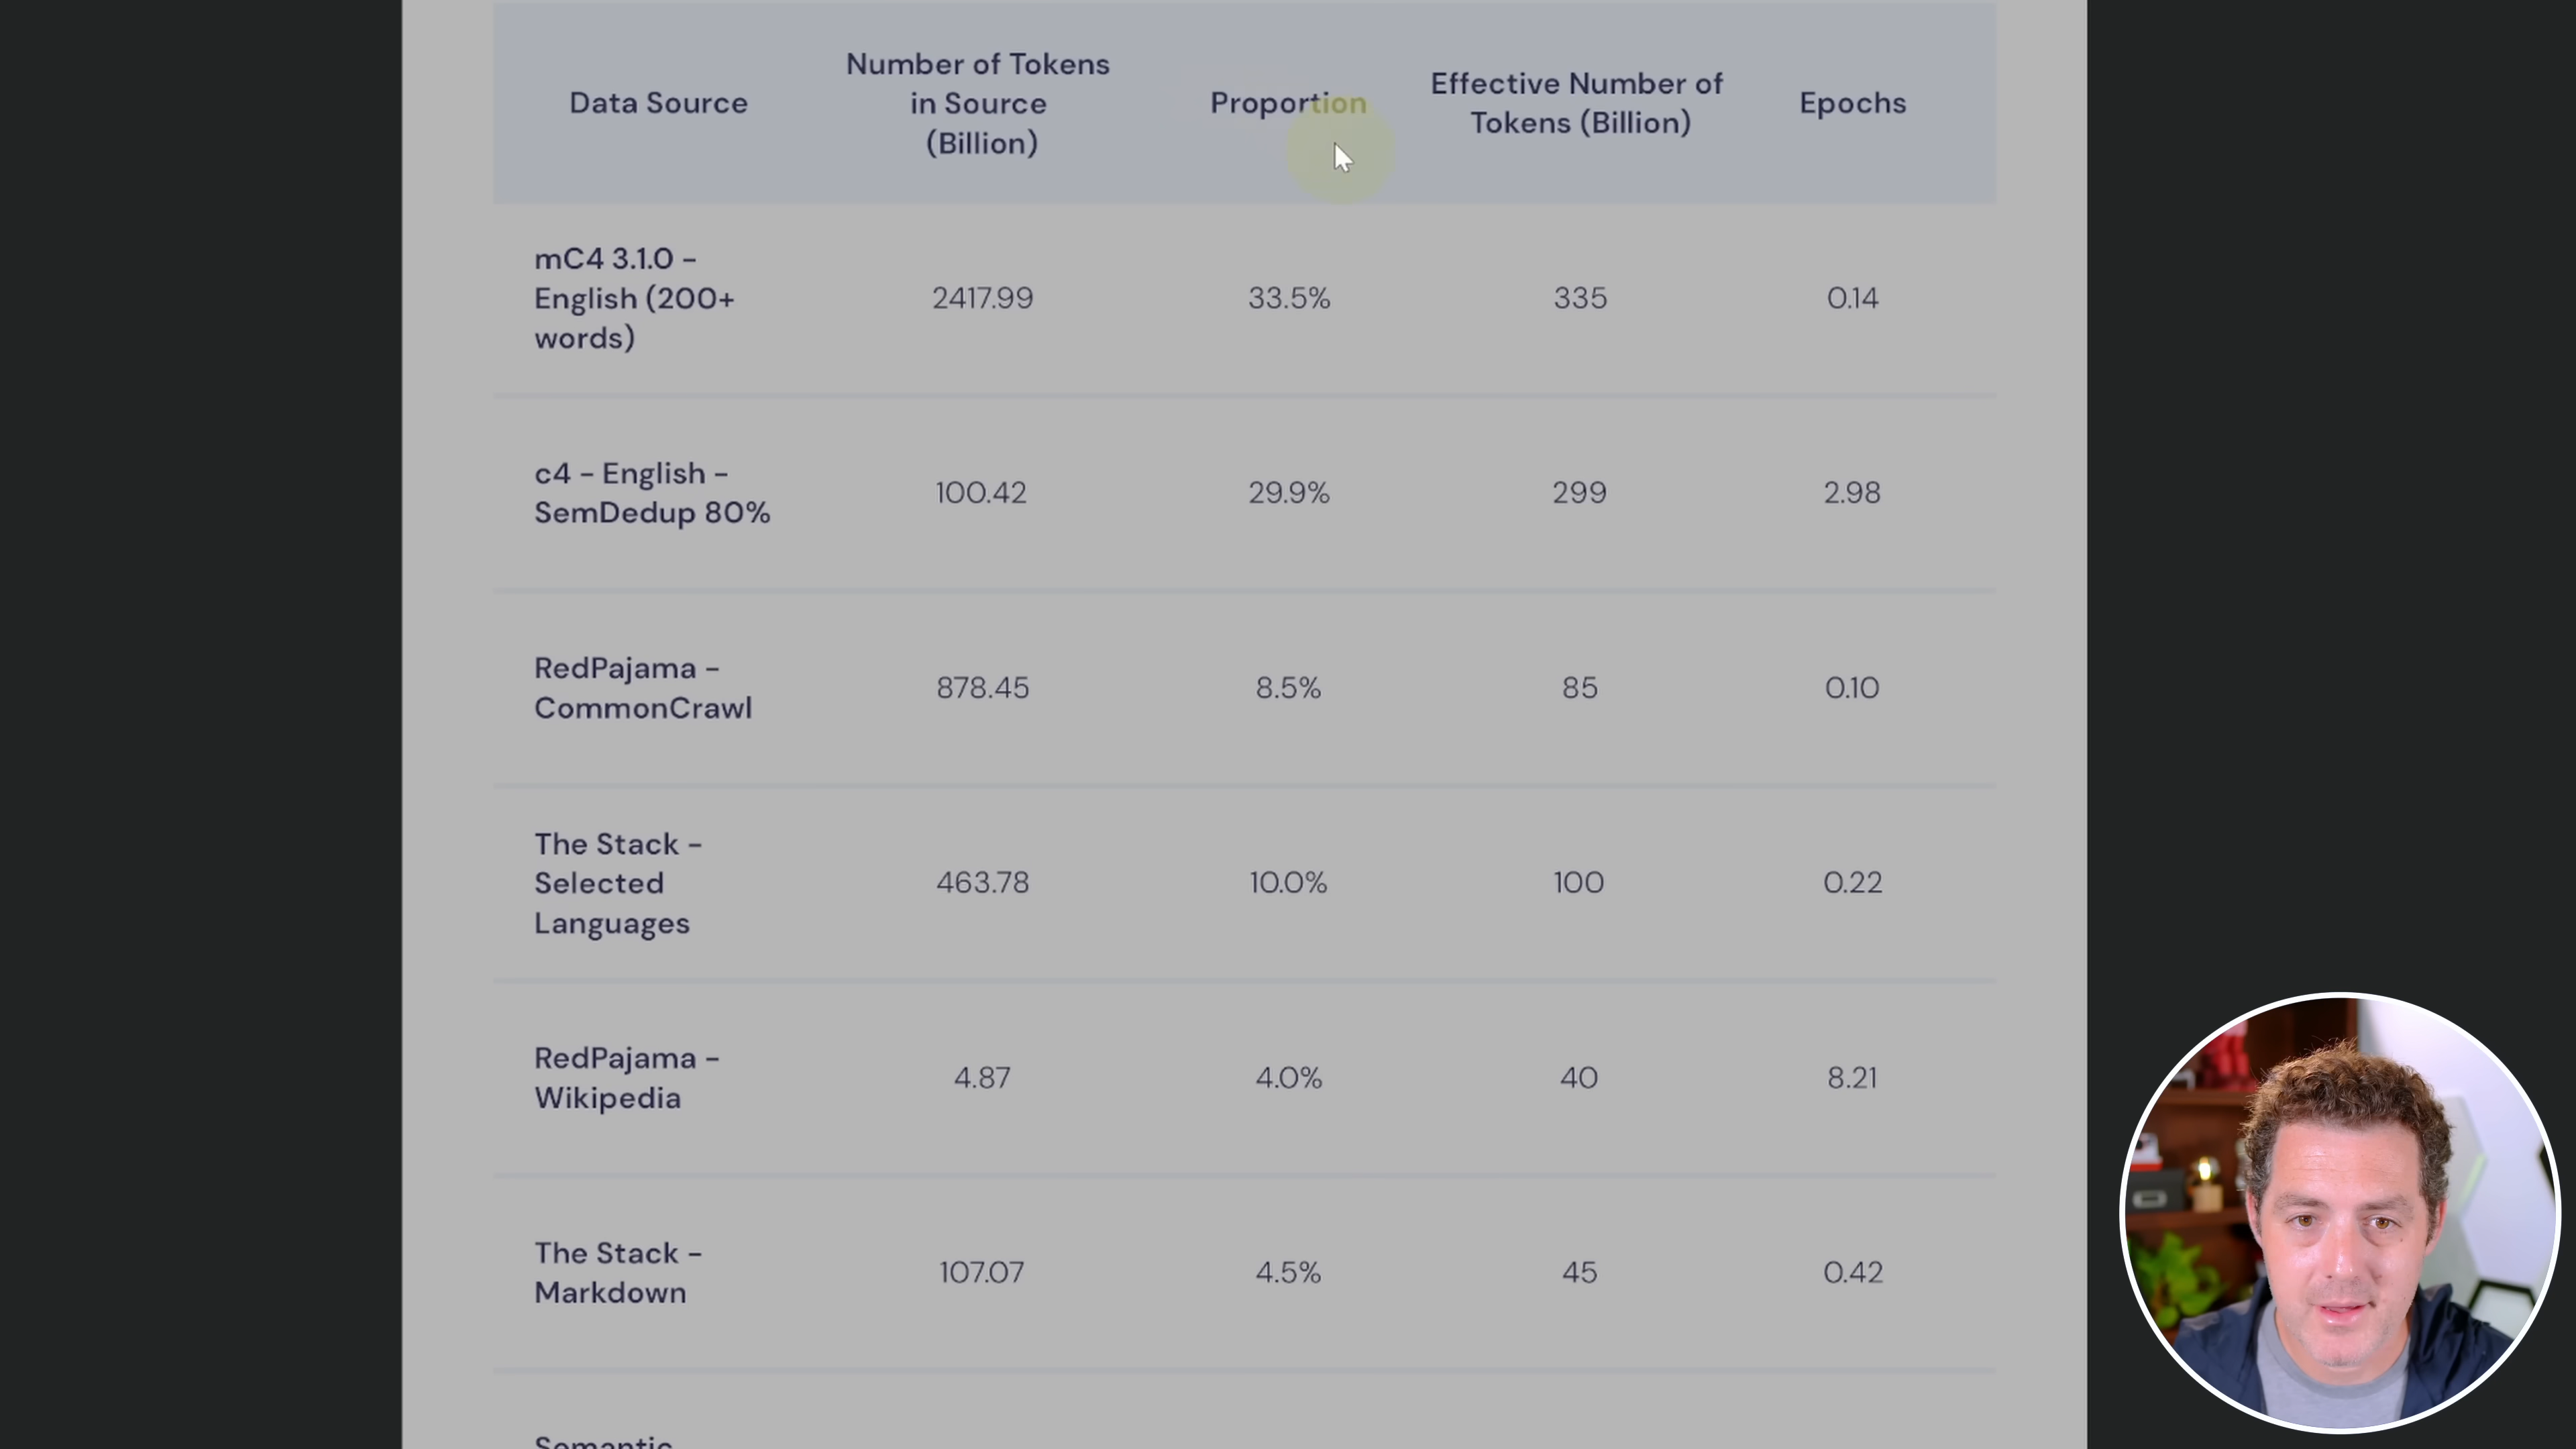 Data Source
Number of Tokens
in Source
(Billion)
Proportion
Effective Number of
Tokens (Billion)
Epochs
mC4 3.1.0 –
English (200+
words)
2417.99
33.5%
335
0.14
c4 – English –
SemDedup 80%
100.42
29.9%
299
2.98
RedPajama –
CommonCrawl
878.45
8.5%
85
0.10
The Stack –
Selected
Languages
463.78
10.0%
100
0.22
RedPajama –
Wikipedia
4.87
4.0%
40
8.21
The Stack –
Markdown
107.07
4.5%
45
0.42
Semantic